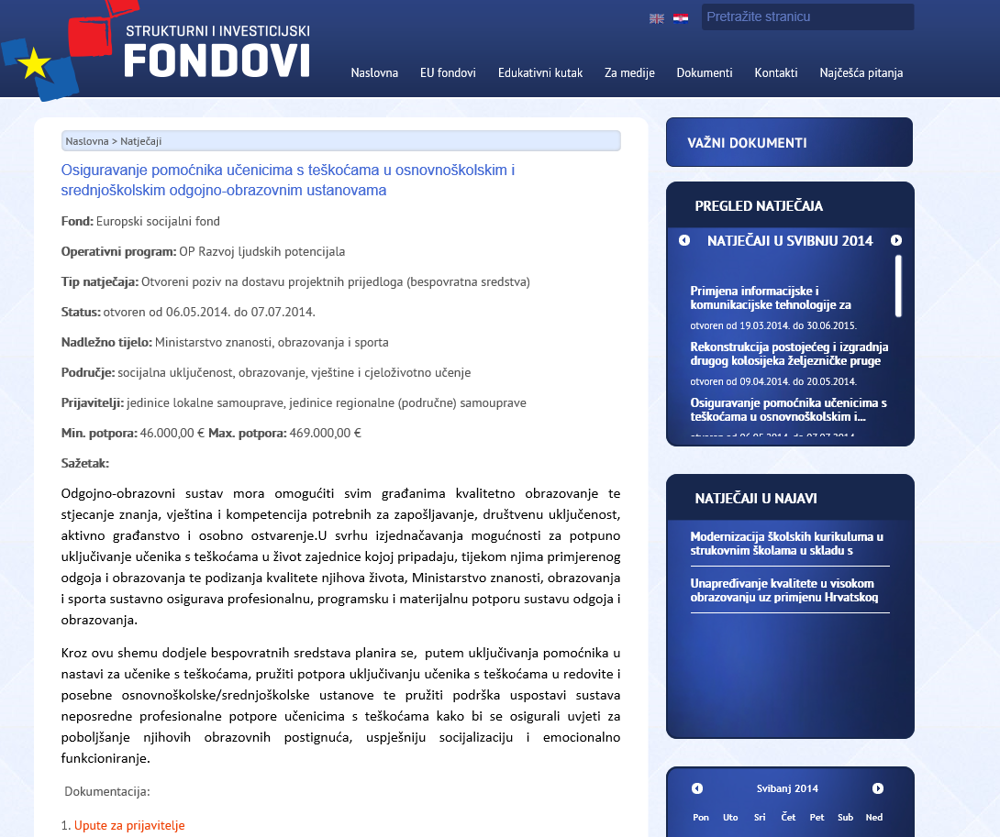 STRUKTURNI I INVESTICIJSKI
FONDOVI
Pretražite stranicu
Naslovna
EU fondovi
Edukativni kutak
Za medije
Dokumenti
Kontakti
Najčešća pitanja
Naslovna > Natječaji
Osiguravanje pomoćnika učenicima s teškoćama u osnovnoškolskim i
srednjoškolskim odgojno-obrazovnim ustanovama
Fond: Europski socijalni fond
Operativni program: OP Razvoj ljudskih potencijala
Tip natječaja: Otvoreni poziv na dostavu projektnih prijedloga (bespovratna sredstva)
Status: otvoren od 06.05.2014. do 07.07.2014.
Nadležno tijelo: Ministarstvo znanosti, obrazovanja i sporta
Područje: socijalna uključenost, obrazovanje, vještine i cjeloživotno učenje
Prijavitelji: jedinice lokalne samouprave, jedinice regionalne (područne) samouprave
Min. potpora: 46.000,00 € Max. potpora: 469.000,00 €
Sažetak:
Odgojno-obrazovni sustav mora omogućiti svim građanima kvalitetno obrazovanje te
stjecanje znanja, vještina i kompetencija potrebnih za zapošljavanje, društvenu uključenost,
aktivno građanstvo i osobno ostvarenje.U svrhu izjednačavanja mogućnosti za potpuno
uključivanje učenika s teškoćama u život zajednice kojoj pripadaju, tijekom njima primjerenog
odgoja i obrazovanja te podizanja kvalitete njihova života, Ministarstvo znanosti, obrazovanja
i sporta sustavno osigurava profesionalnu, programsku i materijalnu potporu sustavu odgoja i
obrazovanja.
Kroz ovu shemu dodjele bespovratnih sredstava planira se, putem uključivanja pomoćnika u
nastavi za učenike s teškoćama, pružiti potpora uključivanju učenika s teškoćama u redovite i
posebne osnovnoškolske/srednjoškolske ustanove te pružiti podrška uspostavi sustava
neposredne profesionalne potpore učenicima s teškoćama kako bi se osigurali uvjeti za
poboljšanje njihovih obrazovnih postignuća, uspješniju socijalizaciju i emocionalno
funkcioniranje.
Dokumentacija:
1. Upute za prijavitelje
VAŽNI DOKUMENTI
PREGLED NATJEČAJA
NATJEČAJI U SVIBNJU 2014
Primjena informacijske i
komunikacijske tehnologije za
otvoren od 19.03.2014. do 30.06.2015.
Rekonstrukcija postojećeg i izgradnja
drugog kolosijeka željezničke pruge
otvoren od 09.04.2014. do 20.05.2014.
Osiguravanje pomoćnika učenicima s
teškoćama u osnovnoškolskim i...
otvoren od 06.05.2014. do 07.07.2014.
NATJEČAJI U NAJAVI
Modernizacija školskih kurikuluma u
strukovnim školama u skladu s
Unapređivanje kvalitete u visokom
obrazovanju uz primjenu Hrvatskog
Svibanj 2014
Pon Uto Sri Čet Pet Sub Ned